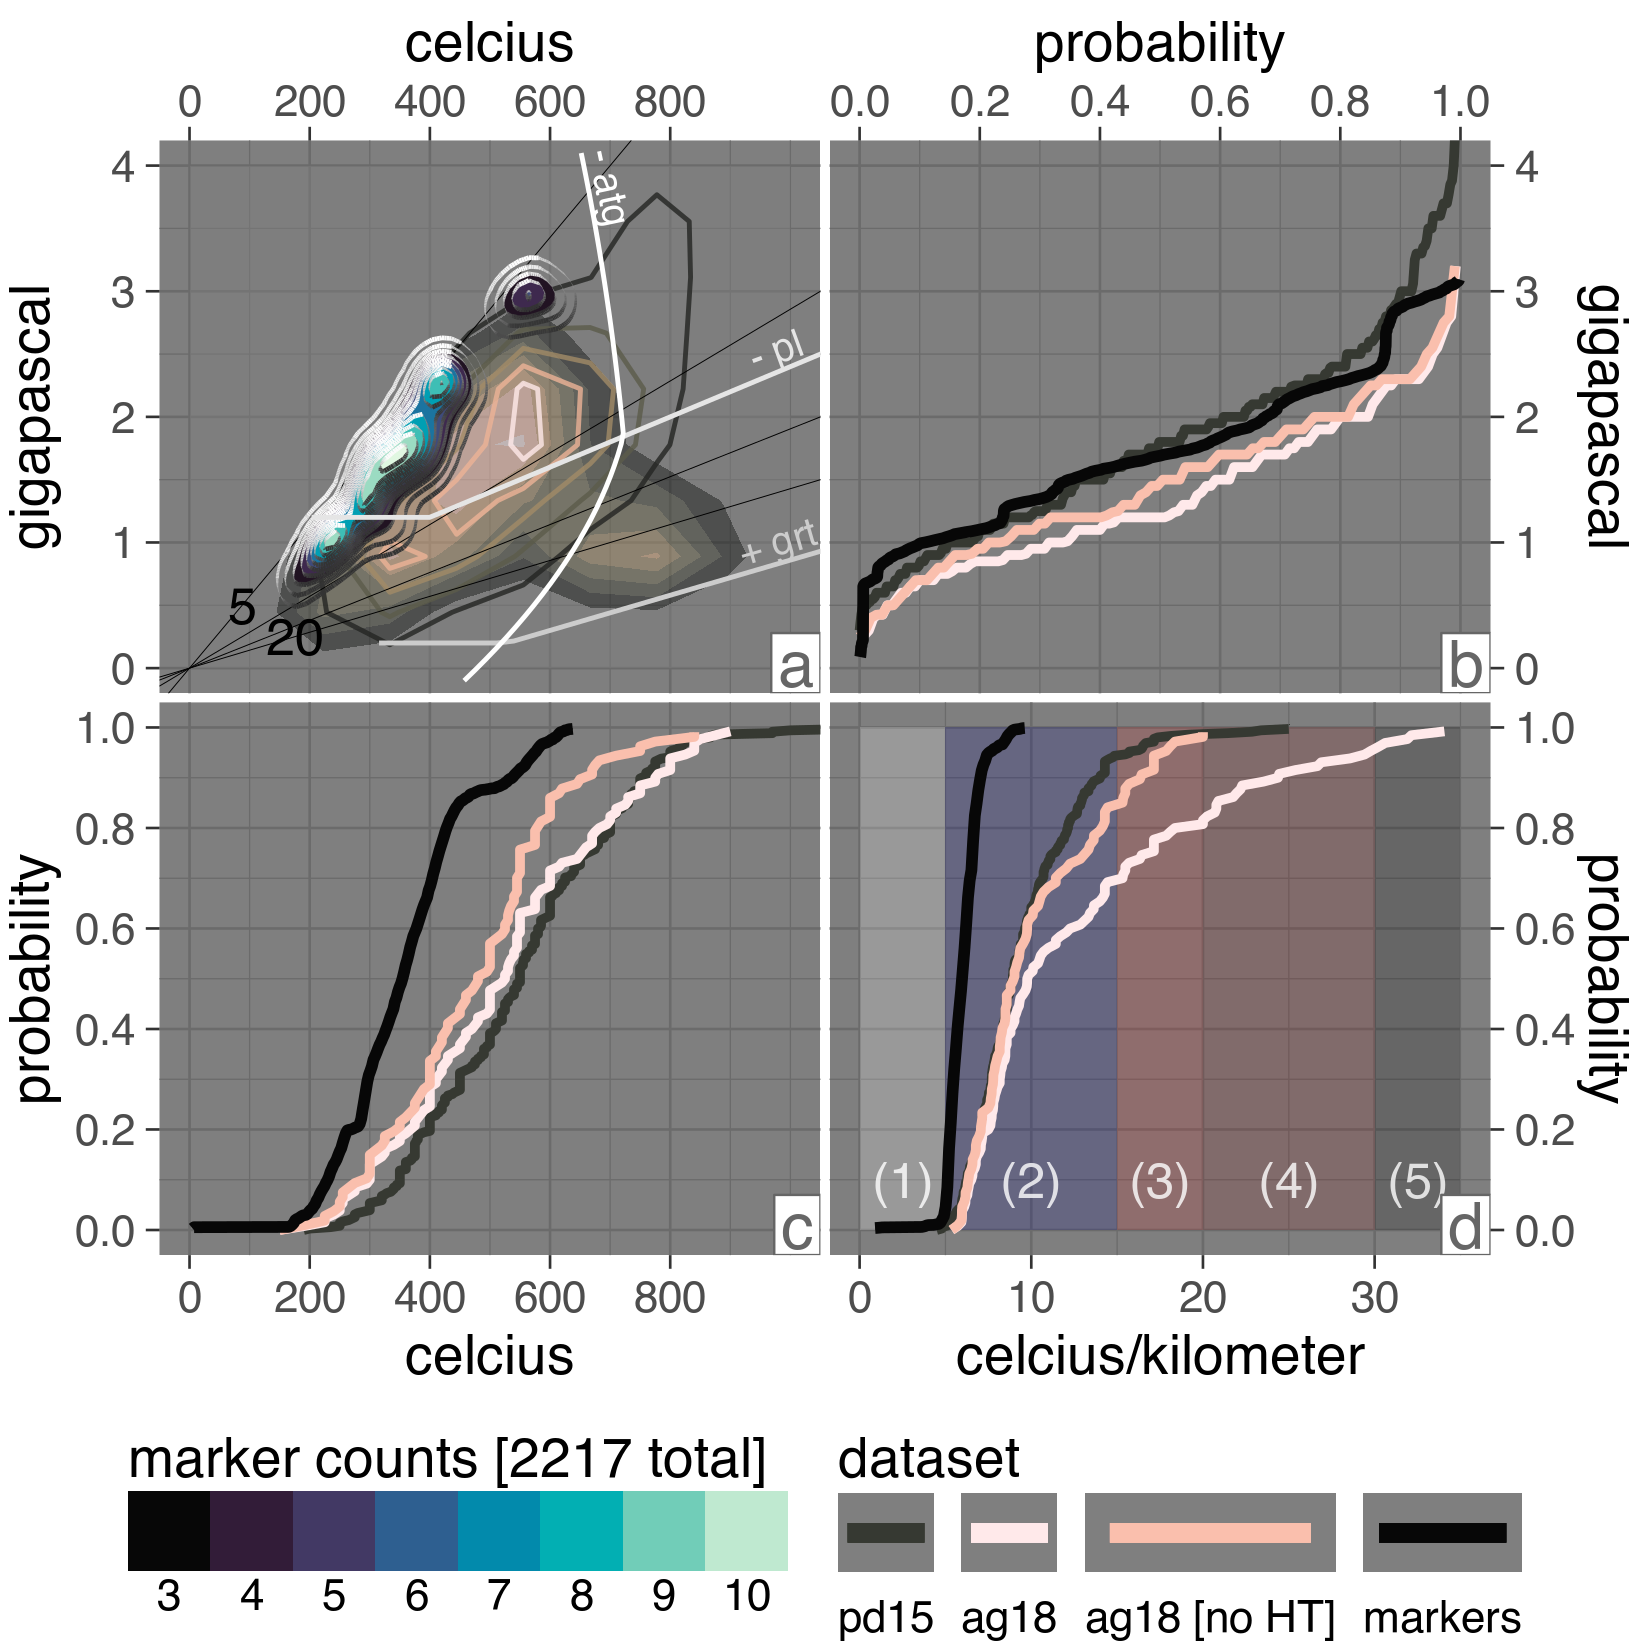 celcius
probability
0 200 400 600 800
0.0 0.2 0.4 0.6 0.8 1.0
gigapascal
4
3
2
1
0
- atg
- pl
+ grt
5
20
a
4
3
2
1
0
gigapascal
b
probability
1.0
0.8
0.6
0.4
0.2
0.0
c
(1) (2) (3) (4) (5)
d
1.0
0.8
0.6
0.4
0.2
0.0
probability
0 200 400 600 800
0 10 20 30
celcius
celcius/kilometer
marker counts [2217 total]
3 4 5 6 7 8 9 10
dataset
pd15 ag18 ag18 [no HT] markers